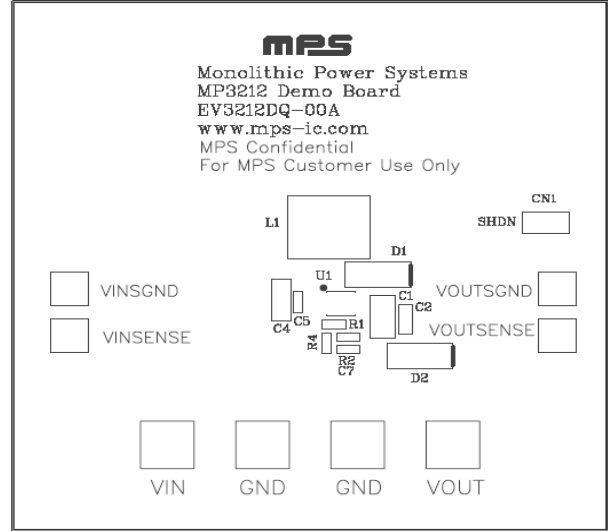 mps
Monolithic Power Systems
MP3212 Demo Board
EV3212DQ-00A
www.mps-ic.com
MPS Confidential
For MPS Customer Use Only
CN1
L1
SHDN
D1
U1
VINSGND
VOUTSGND
C1
C2
C5
C4
R1
VINSENSE
VOUTSENSE
R4
R2
C7
D2
VIN
GND
GND
VOUT